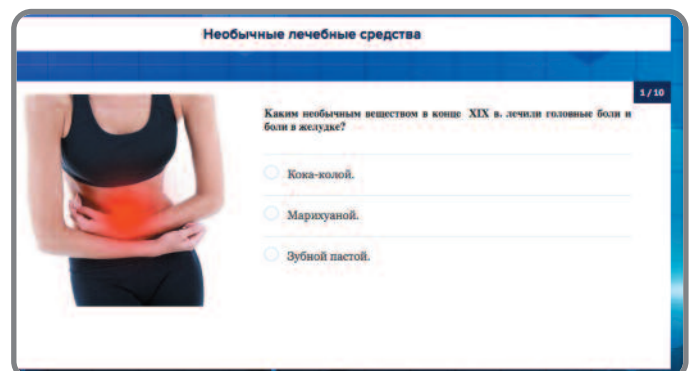 Необычные лечебные средства
1 / 10
Каким необычным веществом в конце XIX в. лечили головные боли и
боли в желудке?
Кока-колой.
Марихуаной.
Зубной пастой.